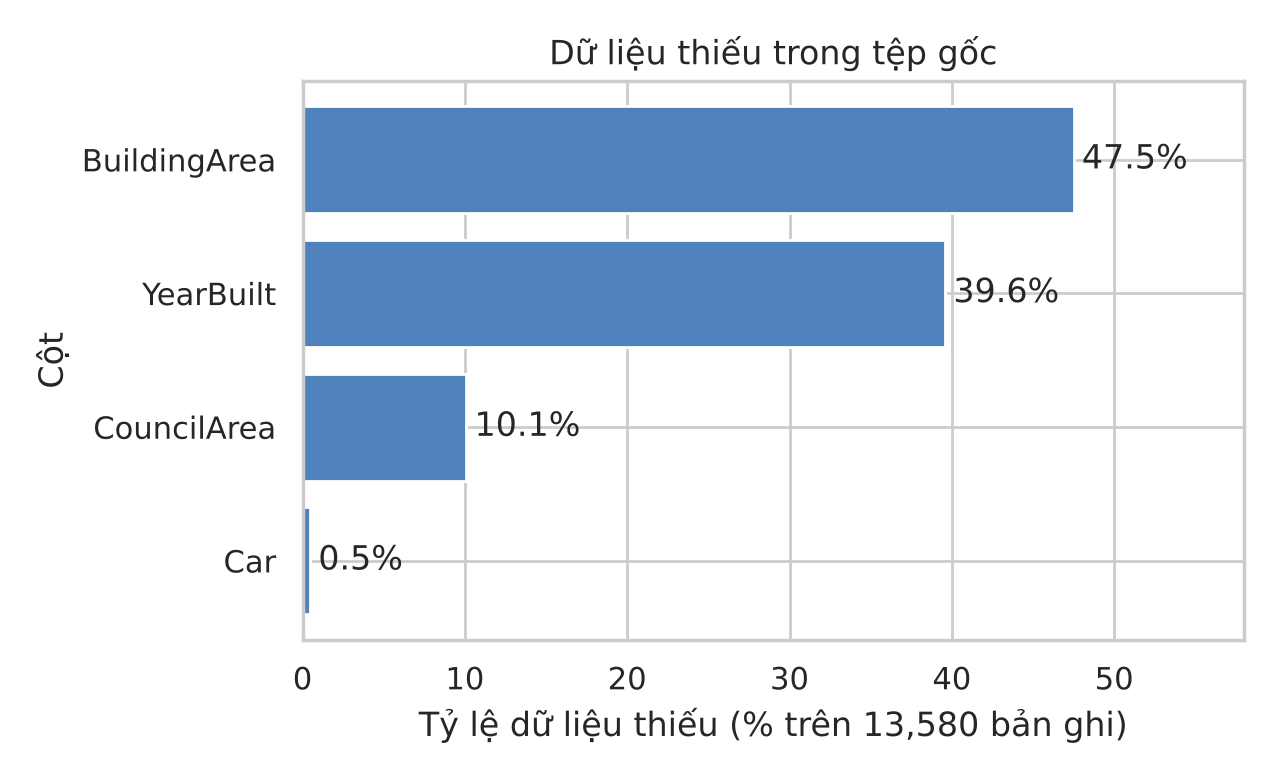 Dữ liệu thiếu trong tệp gốc
BuildingArea
47.5%
YearBuilt
39.6%
Cột
CouncilArea
10.1%
Car
0.5%
0 10 20 30 40 50
Tỷ lệ dữ liệu thiếu (% trên 13,580 bản ghi)